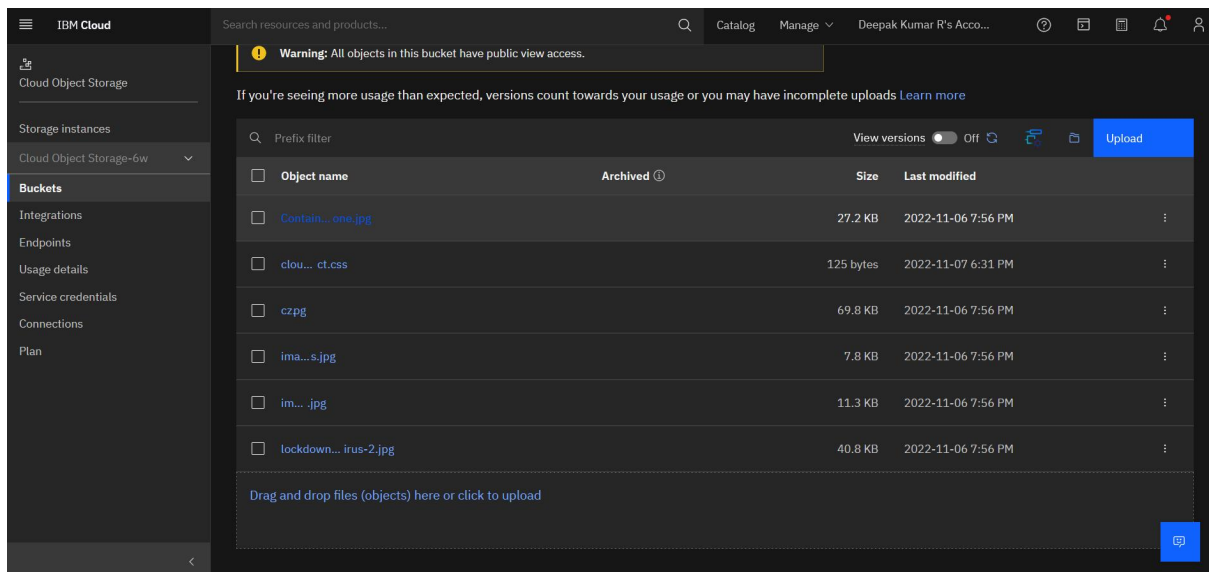 IBM Cloud
Search resources and products...
Catalog
Manage
Deepak Kumar R's Acco...
Cloud Object Storage
Storage instances
Cloud Object Storage-6w
Buckets
Integrations
Endpoints
Usage details
Service credentials
Connections
Plan
Warning: All objects in this bucket have public view access.
If you're seeing more usage than expected, versions count towards your usage or you may have incomplete uploads Learn more
Prefix filter
View versions Off
Upload
Object name Archived Size Last modified
Contain... one.jpg 27.2 KB 2022-11-06 7:56 PM
clou... ct.css 125 bytes 2022-11-07 6:31 PM
czpg 69.8 KB 2022-11-06 7:56 PM
ima...s.jpg 7.8 KB 2022-11-06 7:56 PM
im... .jpg 11.3 KB 2022-11-06 7:56 PM
lockdown... irus-2.jpg 40.8 KB 2022-11-06 7:56 PM
Drag and drop files (objects) here or click to upload